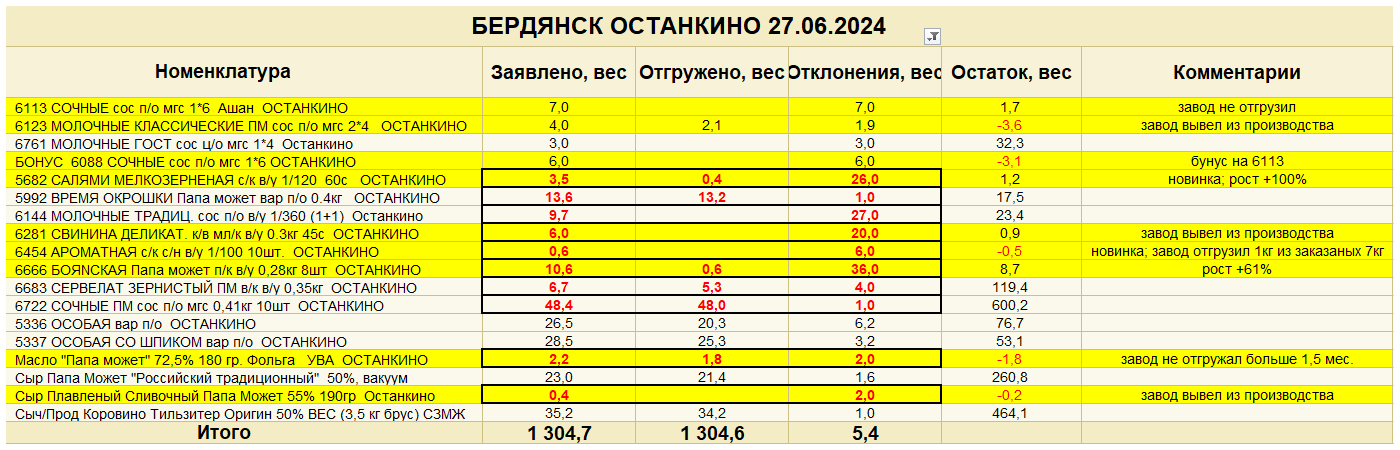 БЕРДЯНСК ОСТАНКИНО 27.06.2024
Номенклатура Заявлено, вес Отгружено, вес Отклонения, вес Остаток, вес Комментарии
6113 СОЧНЫЕ сос п/о мгс 1*6 Ашан ОСТАНКИНО 7,0 7,0 1,7 завод не отгрузил
6123 МОЛОЧНЫЕ КЛАССИЧЕСКИЕ ПМ сос п/о мгс 2*4 ОСТАНКИНО 4,0 2,1 1,9 -3,6 завод вывел из производства
6761 МОЛОЧНЫЕ ГОСТ сос ц/о мгс 1*4 Останкино 3,0 3,0 32,3
БОНУС 6088 СОЧНЫЕ сос п/о мгс 1*6 ОСТАНКИНО 6,0 6,0 -3,1 бунус на 6113
5682 САЛЯМИ МЕЛКОЗЕРНЕНАЯ с/к в/у 1/120 60с ОСТАНКИНО 3,5 0,4 26,0 1,2 новинка; рост +100%
5992 ВРЕМЯ ОКРОШКИ Папа может вар п/о 0.4кг ОСТАНКИНО 13,6 13,2 1,0 17,5
6144 МОЛОЧНЫЕ ТРАДИЦ. сос п/о в/у 1/360 (1+1) Останкино 9,7 27,0 23,4
6281 СВИНИНА ДЕЛИКАТ. к/в мл/к в/у 0.3кг 45с ОСТАНКИНО 6,0 20,0 0,9 завод вывел из производства
6454 АРОМАТНАЯ с/к с/н в/у 1/100 10шт. ОСТАНКИНО 0,6 6,0 -0,5 новинка; завод отгрузил 1кг из заказаных 7кг
6666 БОЯНСКАЯ Папа может п/к в/у 0,28кг 8шт ОСТАНКИНО 10,6 0,6 36,0 8,7 рост +61%
6683 СЕРВЕЛАТ ЗЕРНИСТЫЙ ПМ в/к в/у 0,35кг ОСТАНКИНО 6,7 5,3 4,0 119,4
6722 СОЧНЫЕ ПМ сос п/о мгс 0,41кг 10шт ОСТАНКИНО 48,4 48,0 1,0 600,2
5336 ОСОБАЯ вар п/о ОСТАНКИНО 26,5 20,3 6,2 76,7
5337 ОСОБАЯ СО ШПИКОМ вар п/о ОСТАНКИНО 28,5 25,3 3,2 53,1
Масло "Папа может" 72,5% 180 гр. Фольга УВА ОСТАНКИНО 2,2 1,8 2,0 -1,8 завод не отгружал больше 1,5 мес.
Сыр Папа Может "Российский традиционный" 50%, вакуум 23,0 21,4 1,6 260,8
Сыр Плавленый Сливочный Папа Может 55% 190гр Останкино 0,4 2,0 -0,2 завод вывел из производства
Сыч/Прод Коровино Тильзитер Оригин 50% ВЕС (3,5 кг брус) СЗМЖ 35,2 34,2 1,0 464,1
Итого 1 304,7 1 304,6 5,4